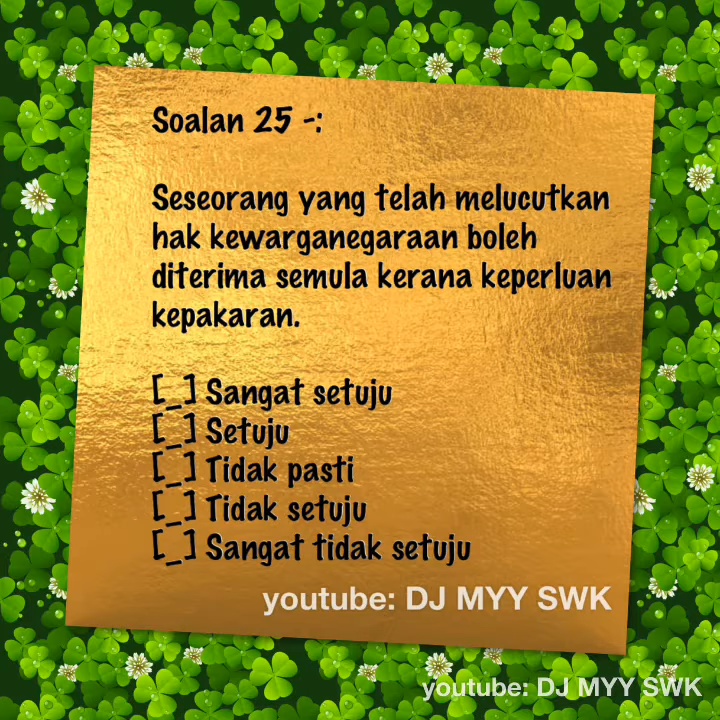 Soalan 25 -:
Seseorang yang telah melucutkan
hak kewarganegaraan boleh
diterima semula kerana keperluan
kepakaran.
[_] Sangat setuju
[_] Setuju
[_] Tidak pasti
[_] Tidak setuju
[_] Sangat tidak setuju
youtube: DJ MYY SWK
youtube: DJ MYY SWK